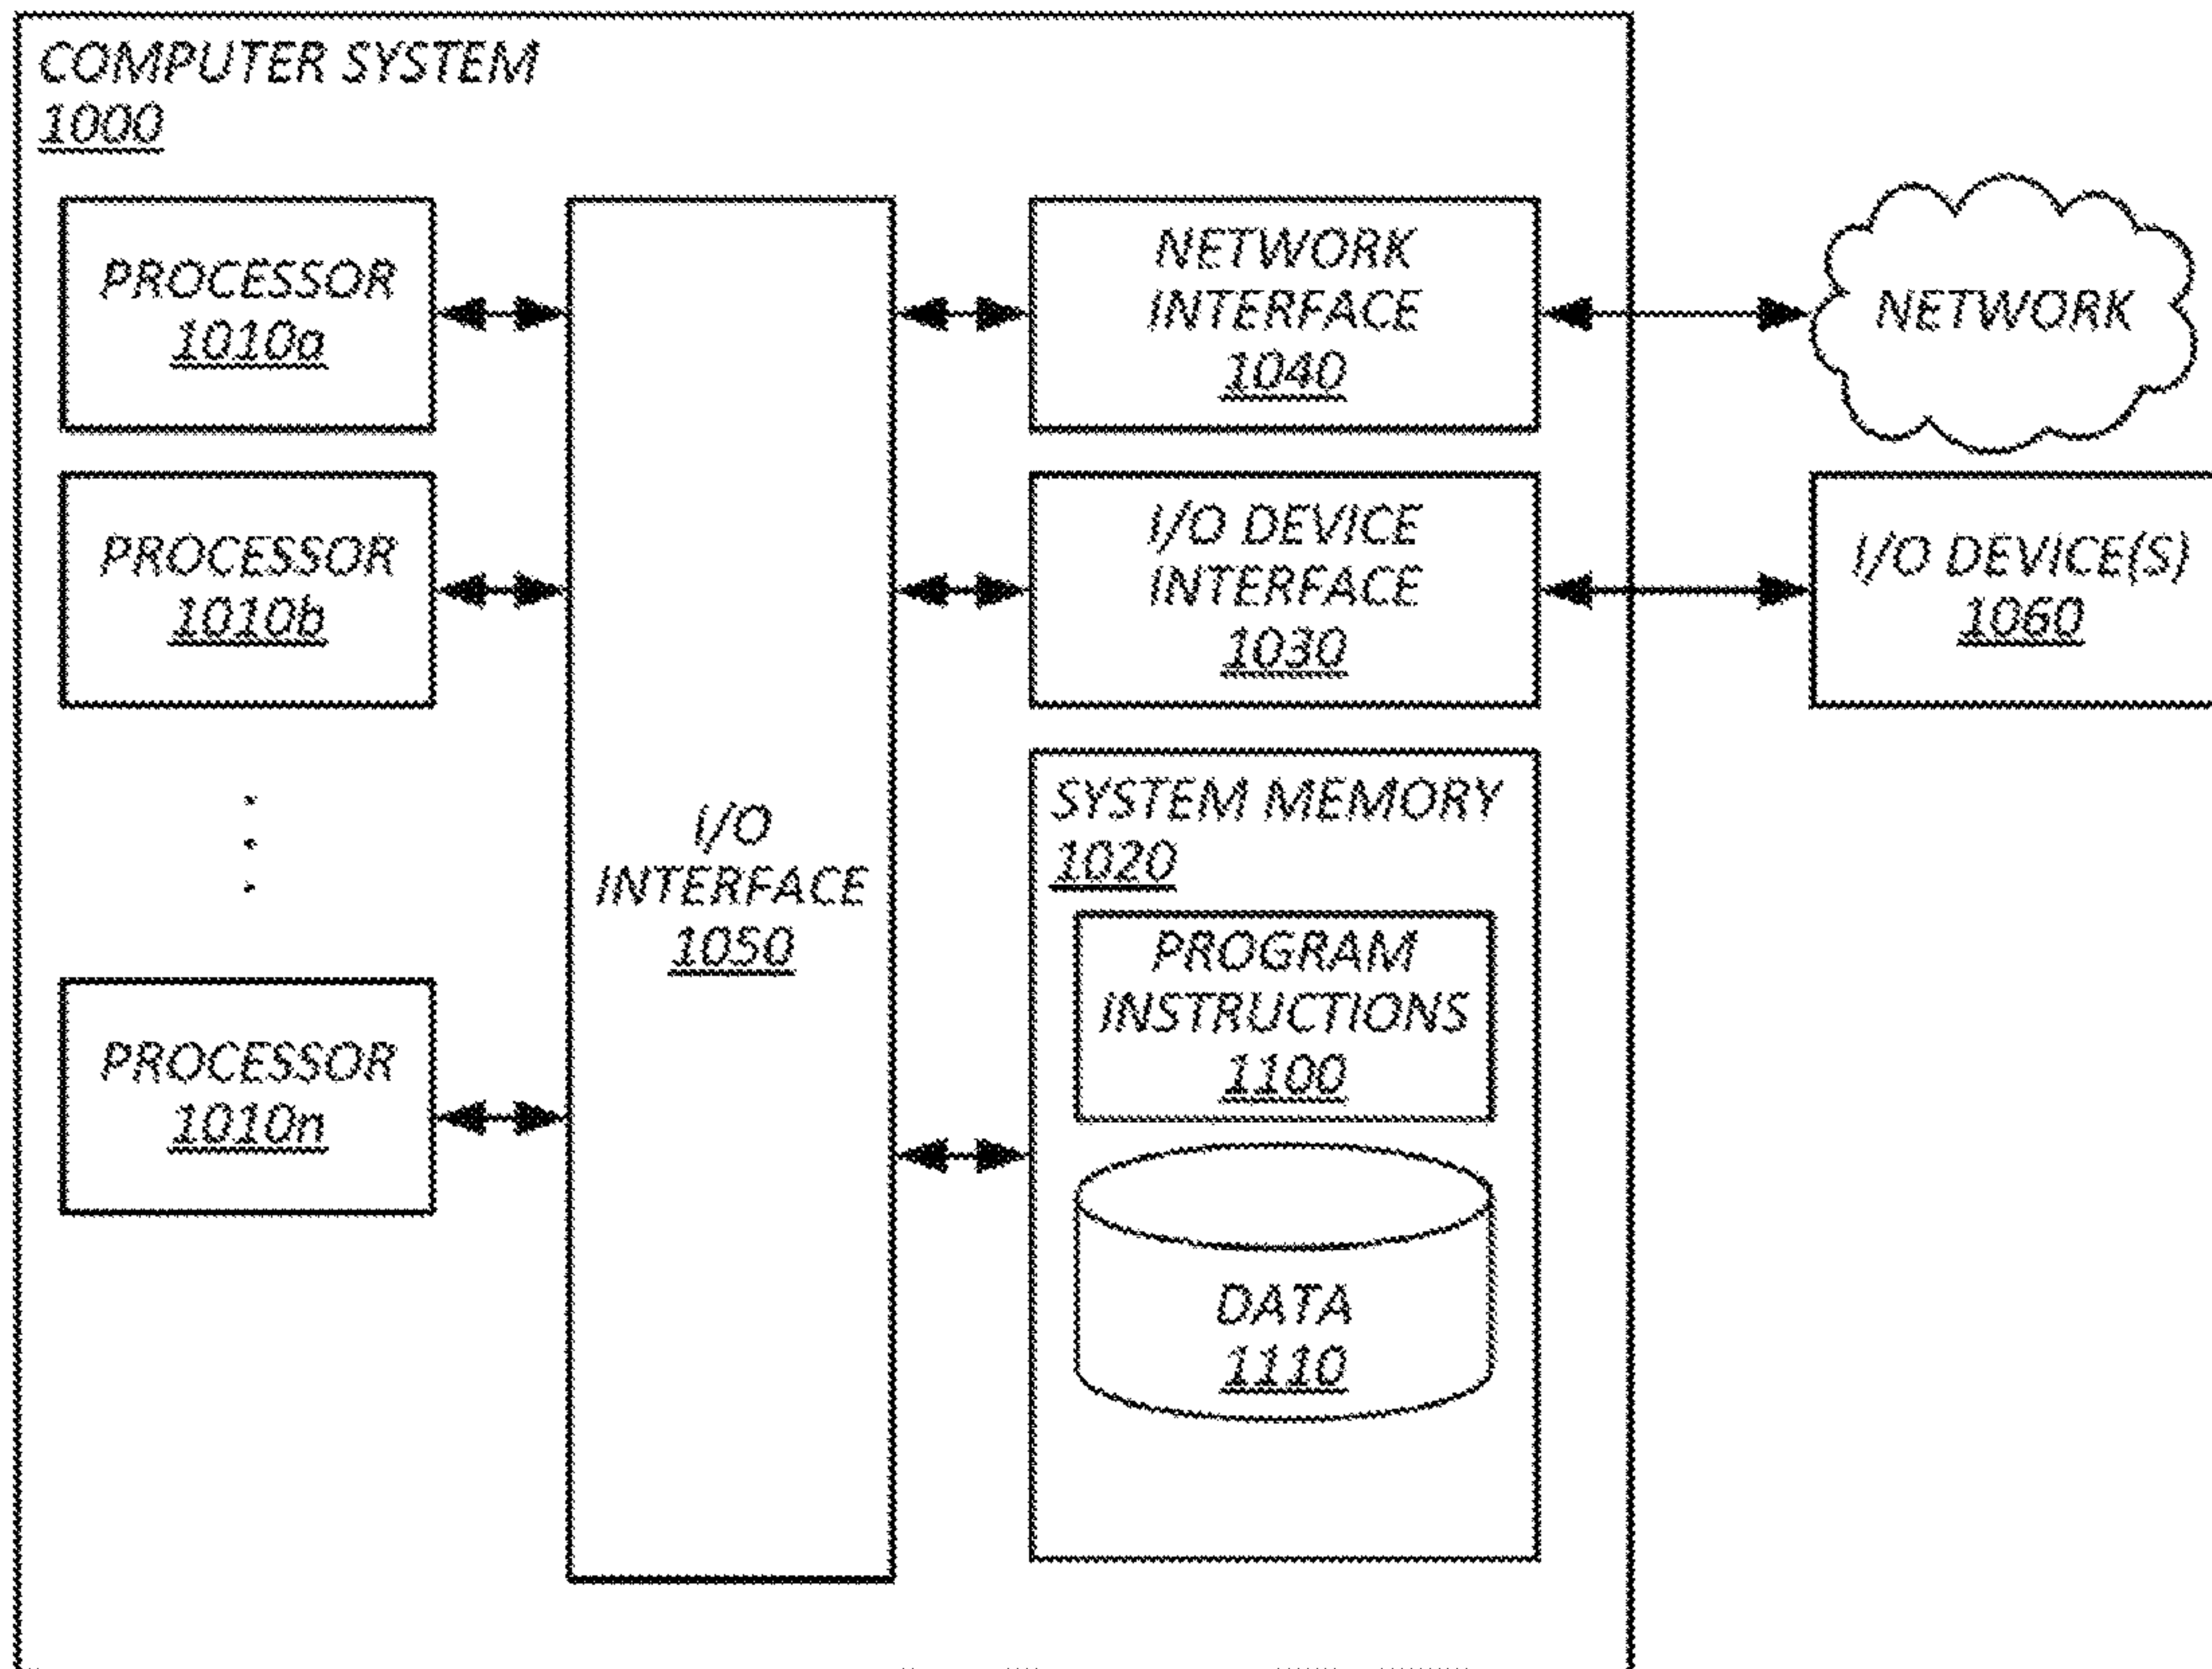 COMPUTER SYSTEM
1000
PROCESSOR
1010a
PROCESSOR
1010b
PROCESSOR
1010n
I/O
INTERFACE
1050
NETWORK
INTERFACE
1040
I/O DEVICE
INTERFACE
1030
SYSTEM MEMORY
1020
PROGRAM
INSTRUCTIONS
1100
DATA
1110
NETWORK
I/O DEVICE(S)
1060